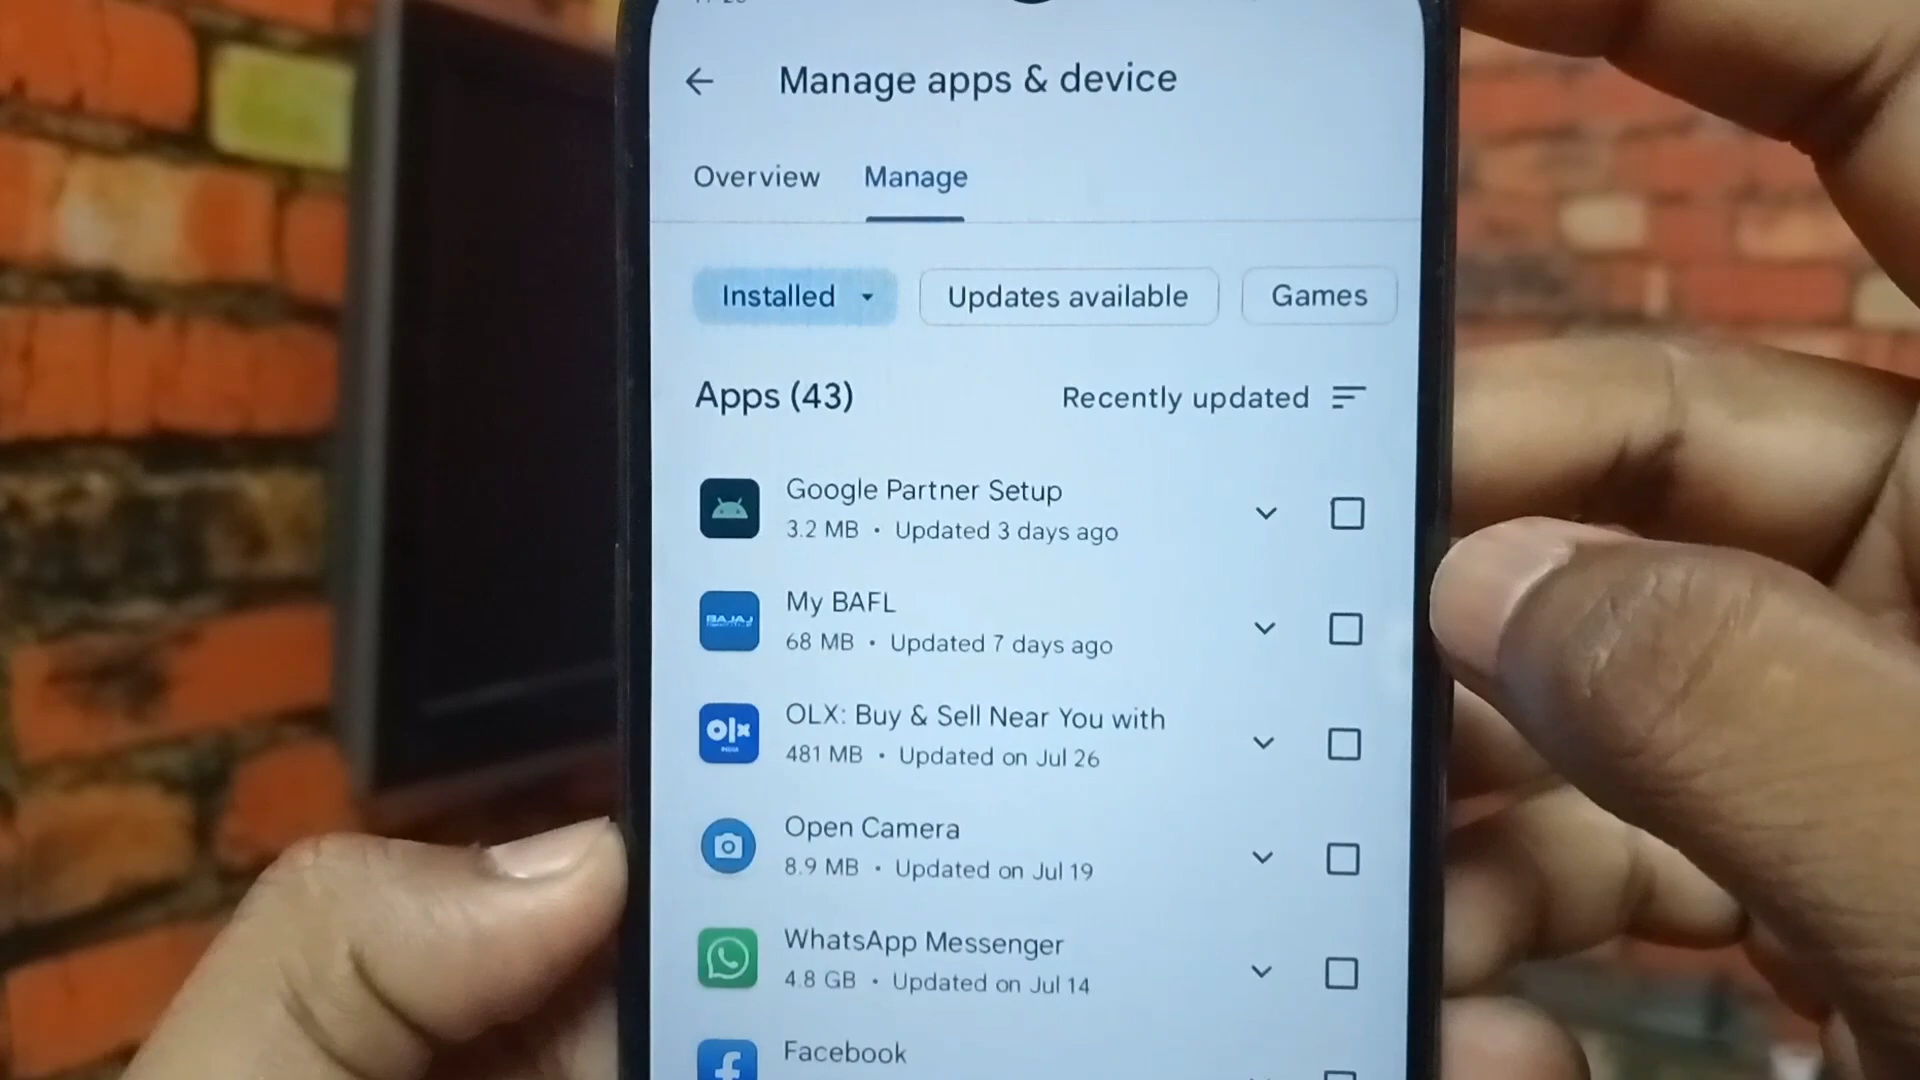 Manage apps & device
Overview Manage
Installed Updates available Games
Apps (43) Recently updated
Google Partner Setup
3.2 MB • Updated 3 days ago
BAJAJ
My BAFL
68 MB • Updated 7 days ago
olx
OLX: Buy & Sell Near You with
481 MB • Updated on Jul 26
Open Camera
8.9 MB • Updated on Jul 19
WhatsApp Messenger
4.8 GB • Updated on Jul 14
Facebook